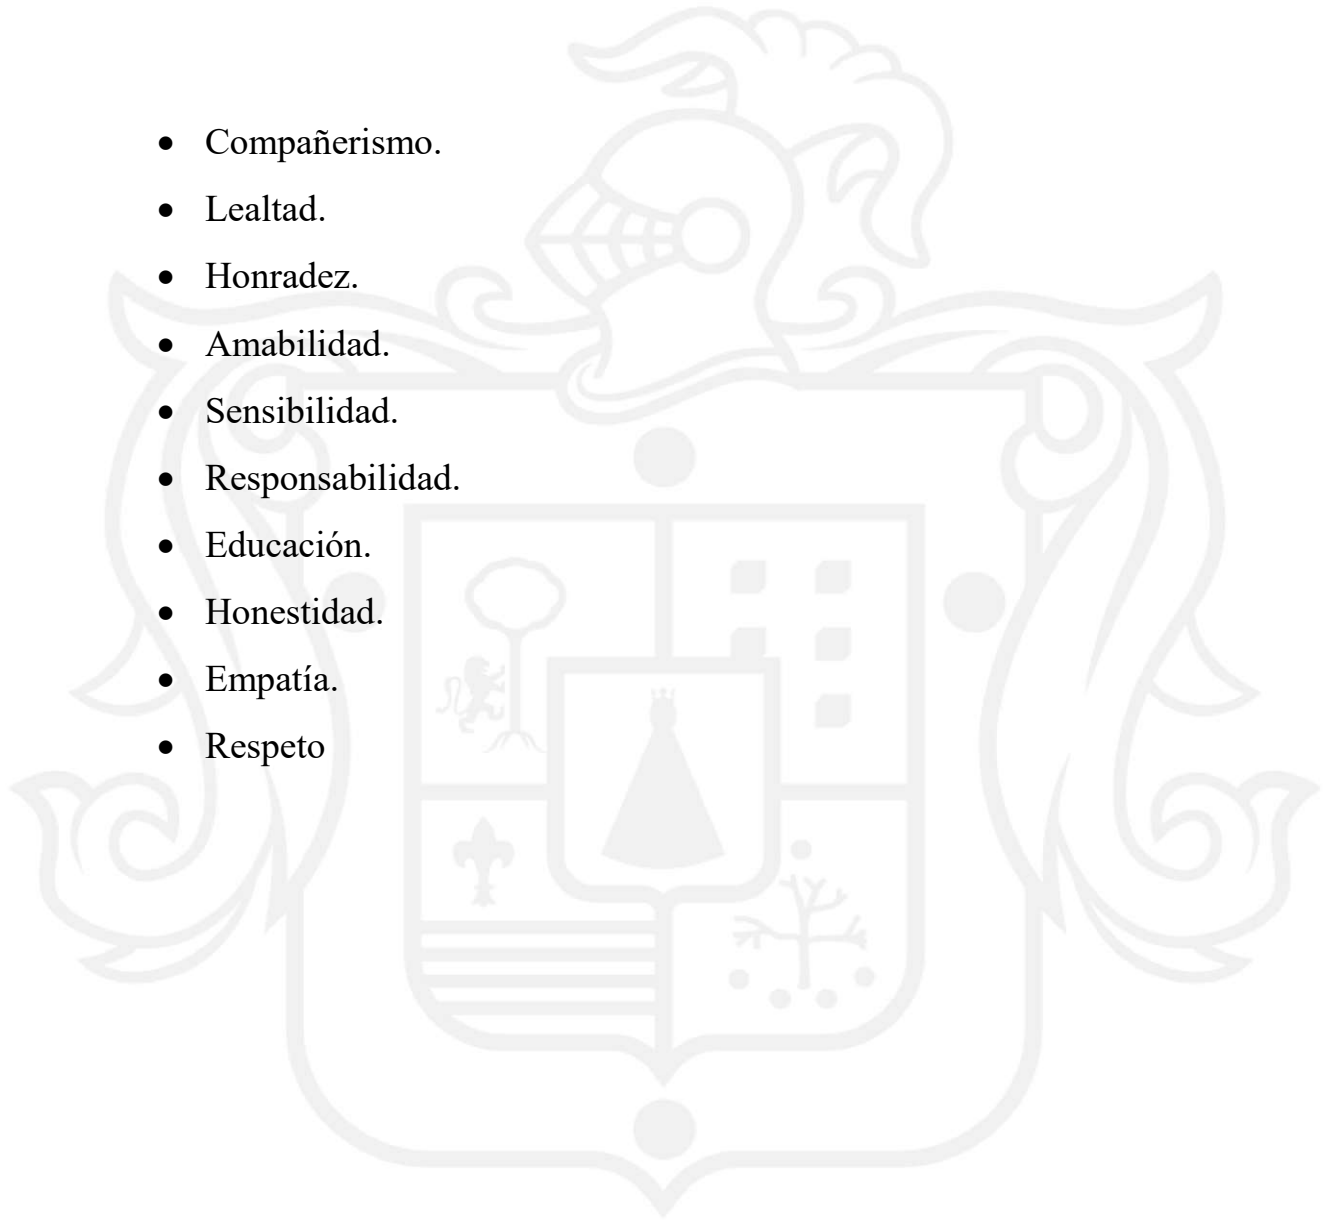 • Compañerismo.
• Lealtad.
• Honradez.
• Amabilidad.
• Sensibilidad.
• Responsabilidad.
• Educación.
• Honestidad.
• Empatía.
• Respeto